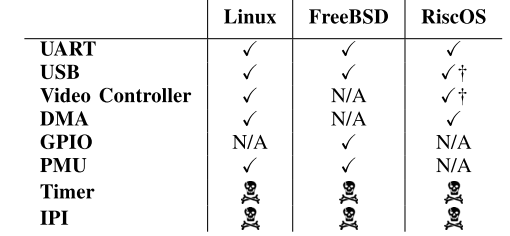 Linux FreeBSD RiscOS
UART ✓ ✓ ✓
USB ✓ ✓ ✓†
Video Controller ✓ N/A ✓†
DMA ✓ N/A ✓
GPIO N/A ✓ N/A
PMU ✓ ✓ N/A
Timer ☠ ☠ ☠
IPI ☠ ☠ ☠